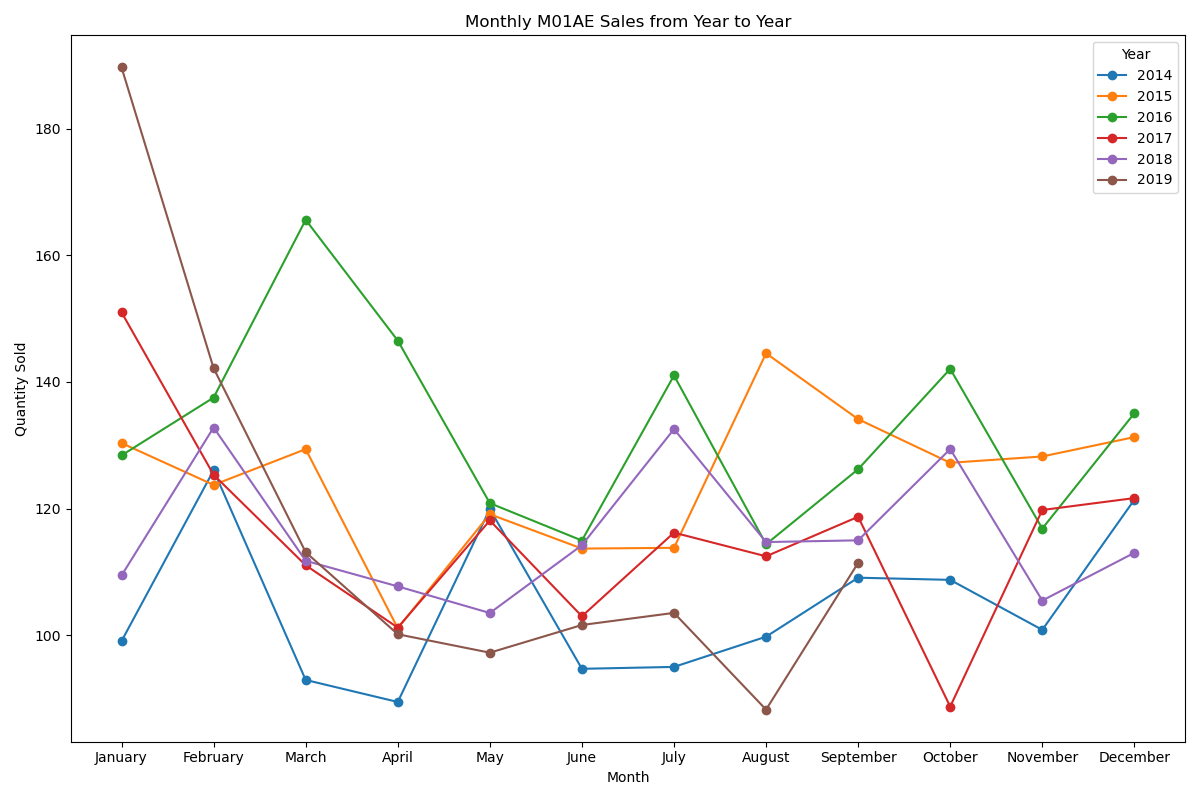 Monthly M01AE Sales from Year to Year
Year
2014
2015
2016
2017
2018
2019
Quantity Sold
180
160
140
120
100
January February March April May June July August September October November December
Month